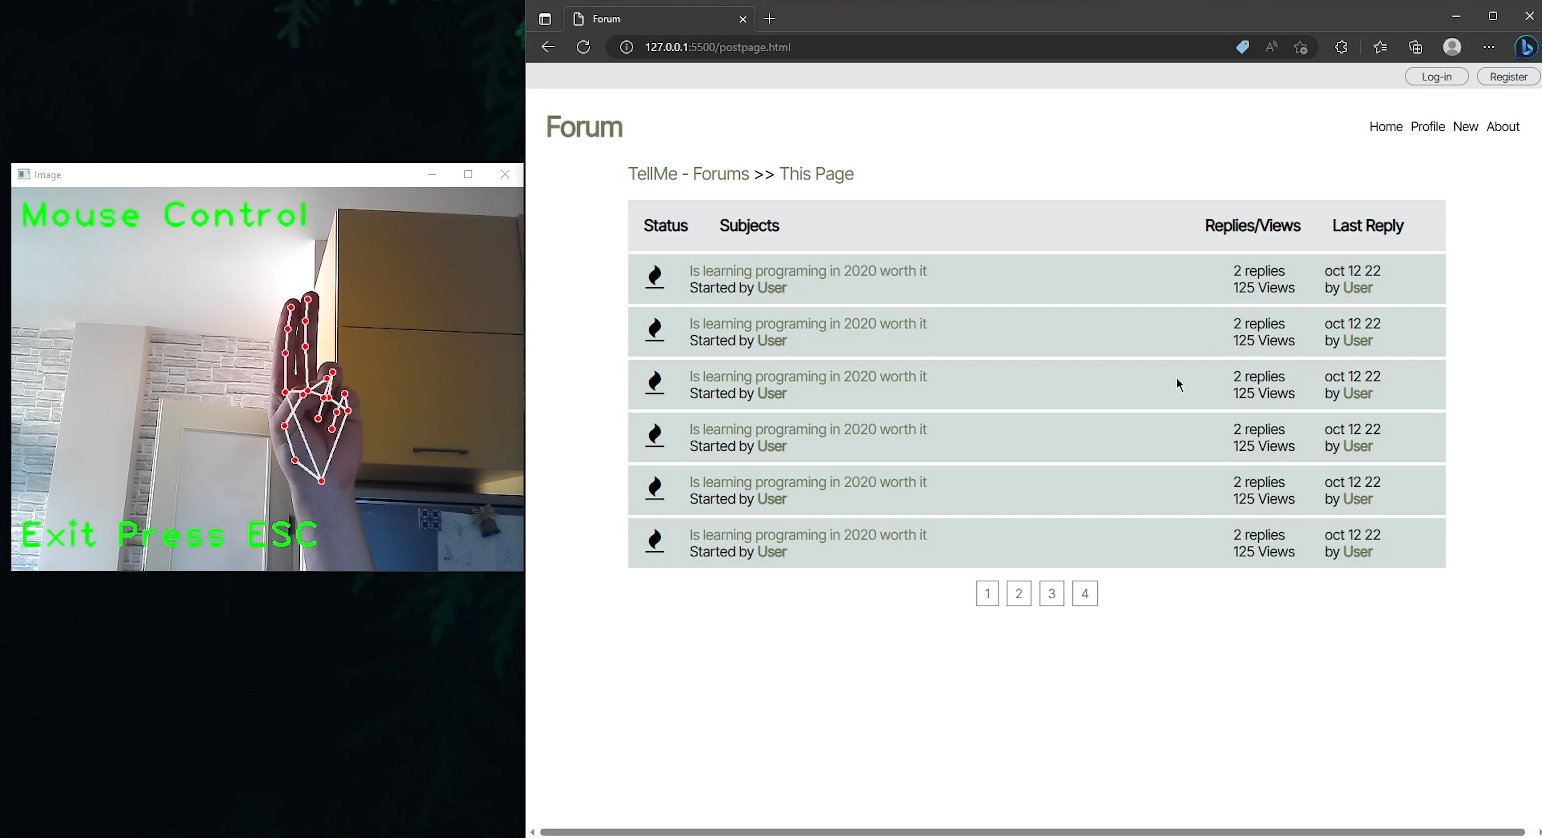 Image
Mouse Control
Exit Press ESC
Forum
127.0.0.1:5500/postpage.html
Log-in Register
Forum
Home Profile New About
TellMe - Forums >> This Page
Status Subjects Replies/Views Last Reply
Is learning programing in 2020 worth it 2 replies oct 12 22
Started by User 125 Views by User
Is learning programing in 2020 worth it 2 replies oct 12 22
Started by User 125 Views by User
Is learning programing in 2020 worth it 2 replies oct 12 22
Started by User 125 Views by User
Is learning programing in 2020 worth it 2 replies oct 12 22
Started by User 125 Views by User
Is learning programing in 2020 worth it 2 replies oct 12 22
Started by User 125 Views by User
Is learning programing in 2020 worth it 2 replies oct 12 22
Started by User 125 Views by User
1 2 3 4